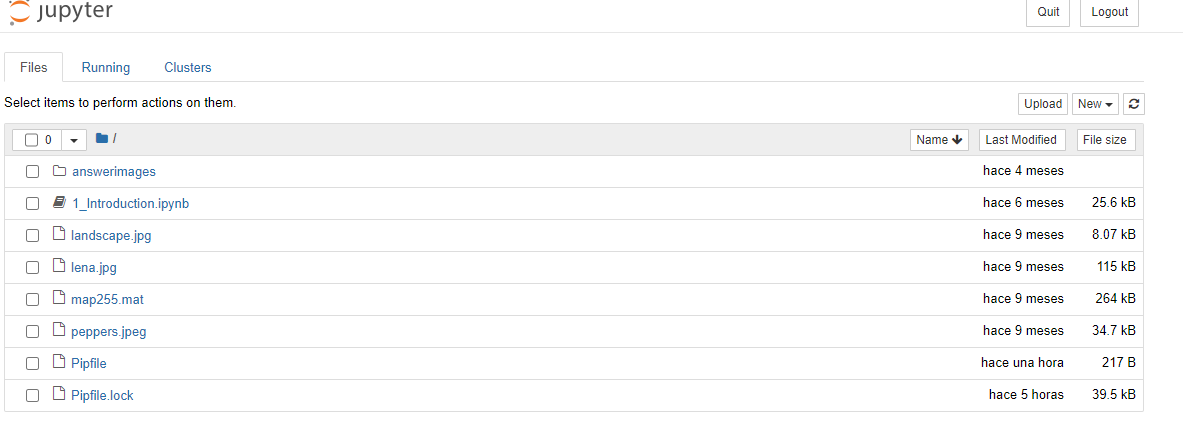 jupyter
Quit Logout
Files Running Clusters
Select items to perform actions on them.
Upload New
0 / Name Last Modified File size
answerimages hace 4 meses
1_Introduction.ipynb hace 6 meses 25.6 kB
landscape.jpg hace 9 meses 8.07 kB
lena.jpg hace 9 meses 115 kB
map255.mat hace 9 meses 264 kB
peppers.jpeg hace 9 meses 34.7 kB
Pipfile hace una hora 217 B
Pipfile.lock hace 5 horas 39.5 kB